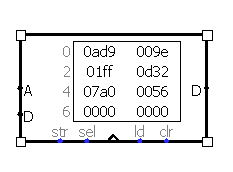 0 0ad9 009e
2 01ff 0d32
A 4 07a0 0056 D
D 6 0000 0000
str sel ld clr